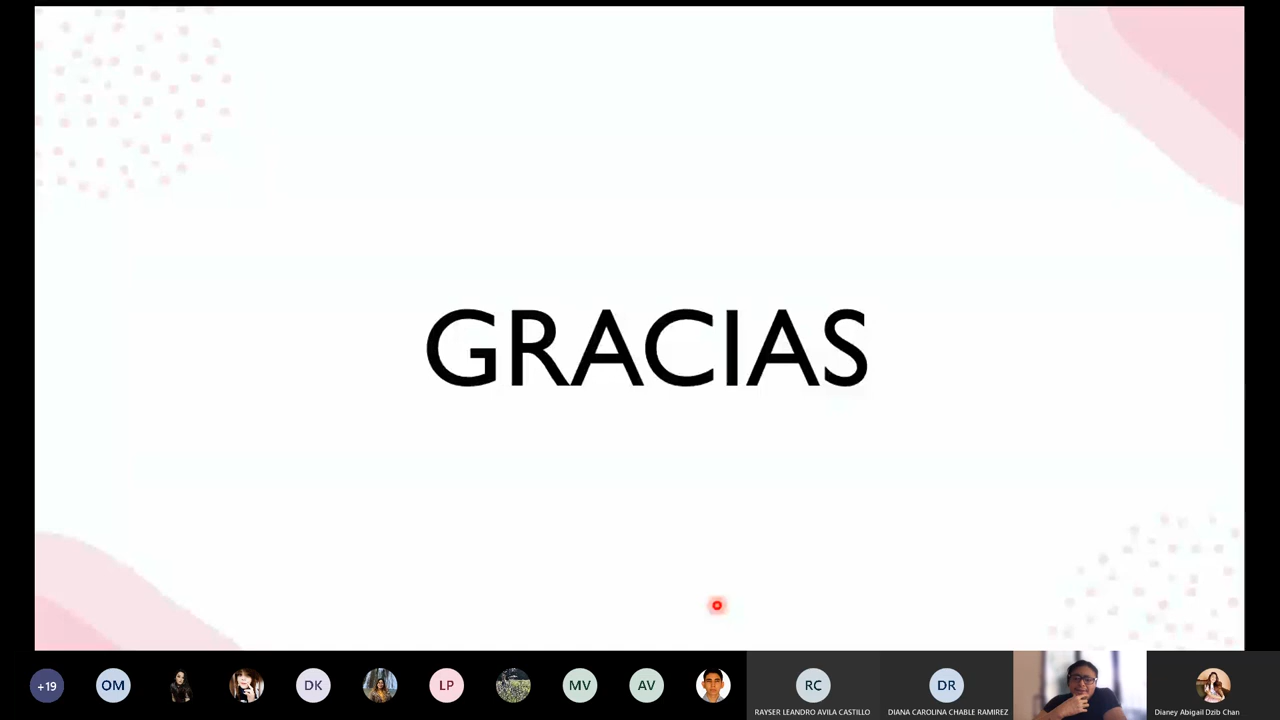 GRACIAS
+19
OM
DK
LP
MV
AV
RC
RAYSER LEANDRO AVILA CASTILLO
DR
DIANA CAROLINA CHABLE RAMIREZ
Dianey Abigail Dzib Chan